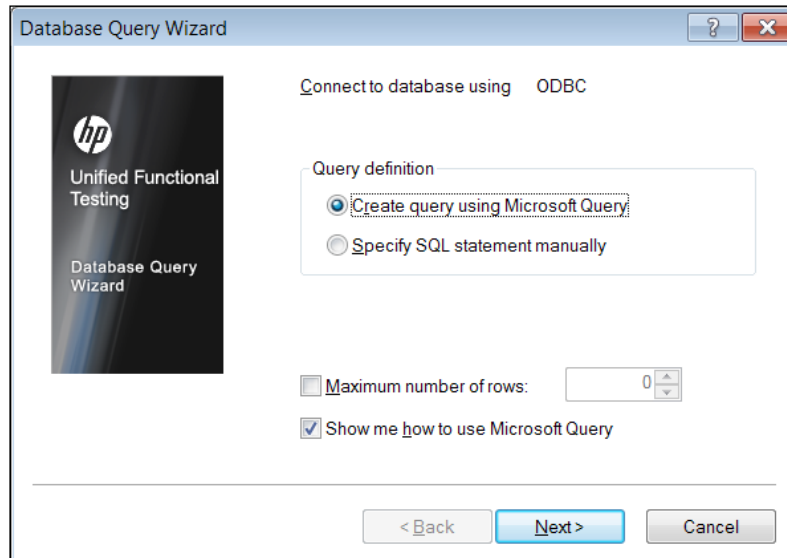 Database Query Wizard
?
hp
Unified Functional
Testing
Database Query
Wizard
Connect to database using ODBC
Query definition
Create query using Microsoft Query
Specify SQL statement manually
Maximum number of rows: 0
Show me how to use Microsoft Query
< Back Next > Cancel